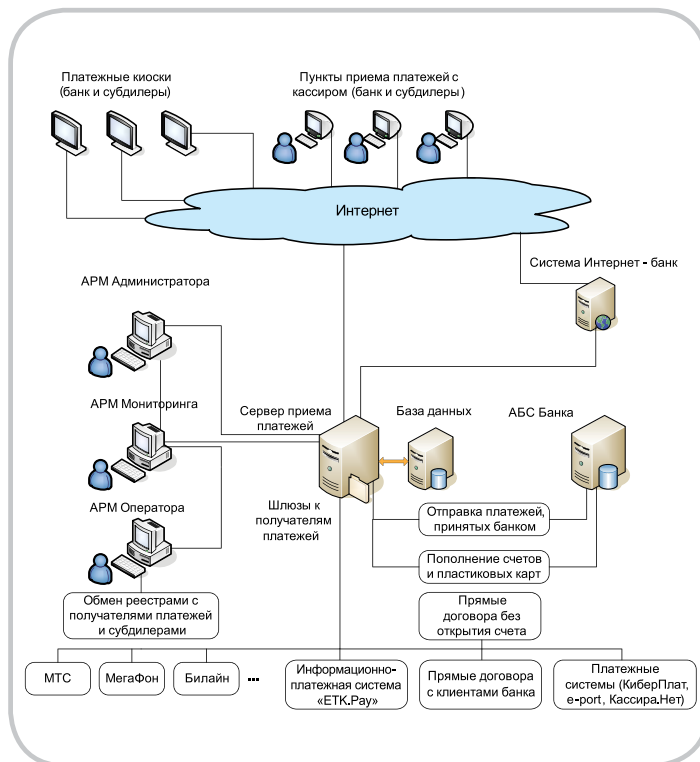 Платежные киоски
(банк и субдилеры)
Пункты приема платежей с
кассиром (банк и субдилеры)
Интернет
Система Интернет - банк
АРМ Администратора
АРМ Мониторинга
Сервер приема
платежей
База данных
АБС Банка
АРМ Оператора
Шлюзы к
получателям
платежей
Отправка платежей,
принятых банком
Пополнение счетов
и пластиковых карт
Обмен реестрами с
получателями платежей
и субдилерами
Прямые
договора без
открытия счета
МТС
МегаФон
Билайн
...
Информационно-
платежная система
«ETK.Pay»
Прямые договора
с клиентами банка
Платежные
системы (КиберПлат,
e-port, Кассира.Нет)